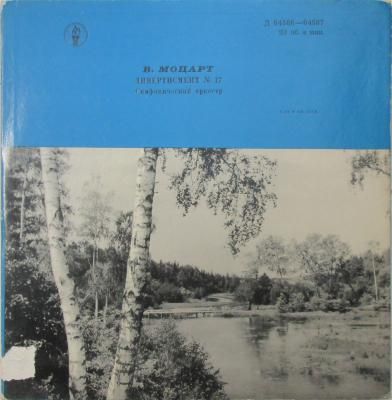 Д 04586—04587
33 об. в мин.
В. МОЦАРТ
ДИВЕРТИСМЕНТ № 17
Симфонический оркестр